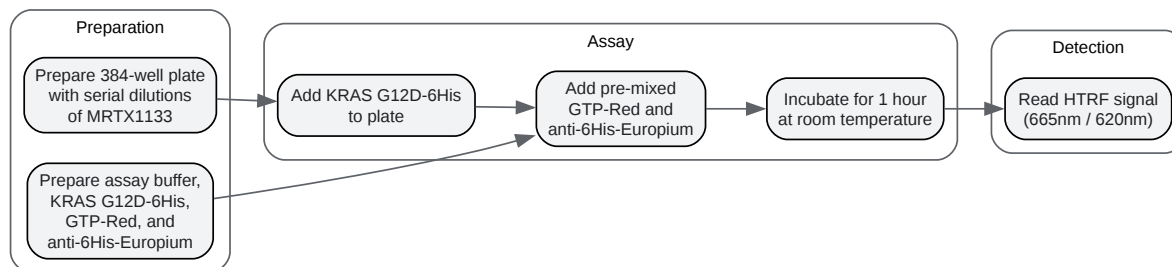 Preparation
Prepare 384-well plate
with serial dilutions
of MRTX1133
Prepare assay buffer,
KRAS G12D-6His,
GTP-Red, and
anti-6His-Europium
Assay
Add KRAS G12D-6His
to plate
Add pre-mixed
GTP-Red and
anti-6His-Europium
Incubate for 1 hour
at room temperature
Detection
Read HTRF signal
(665nm / 620nm)